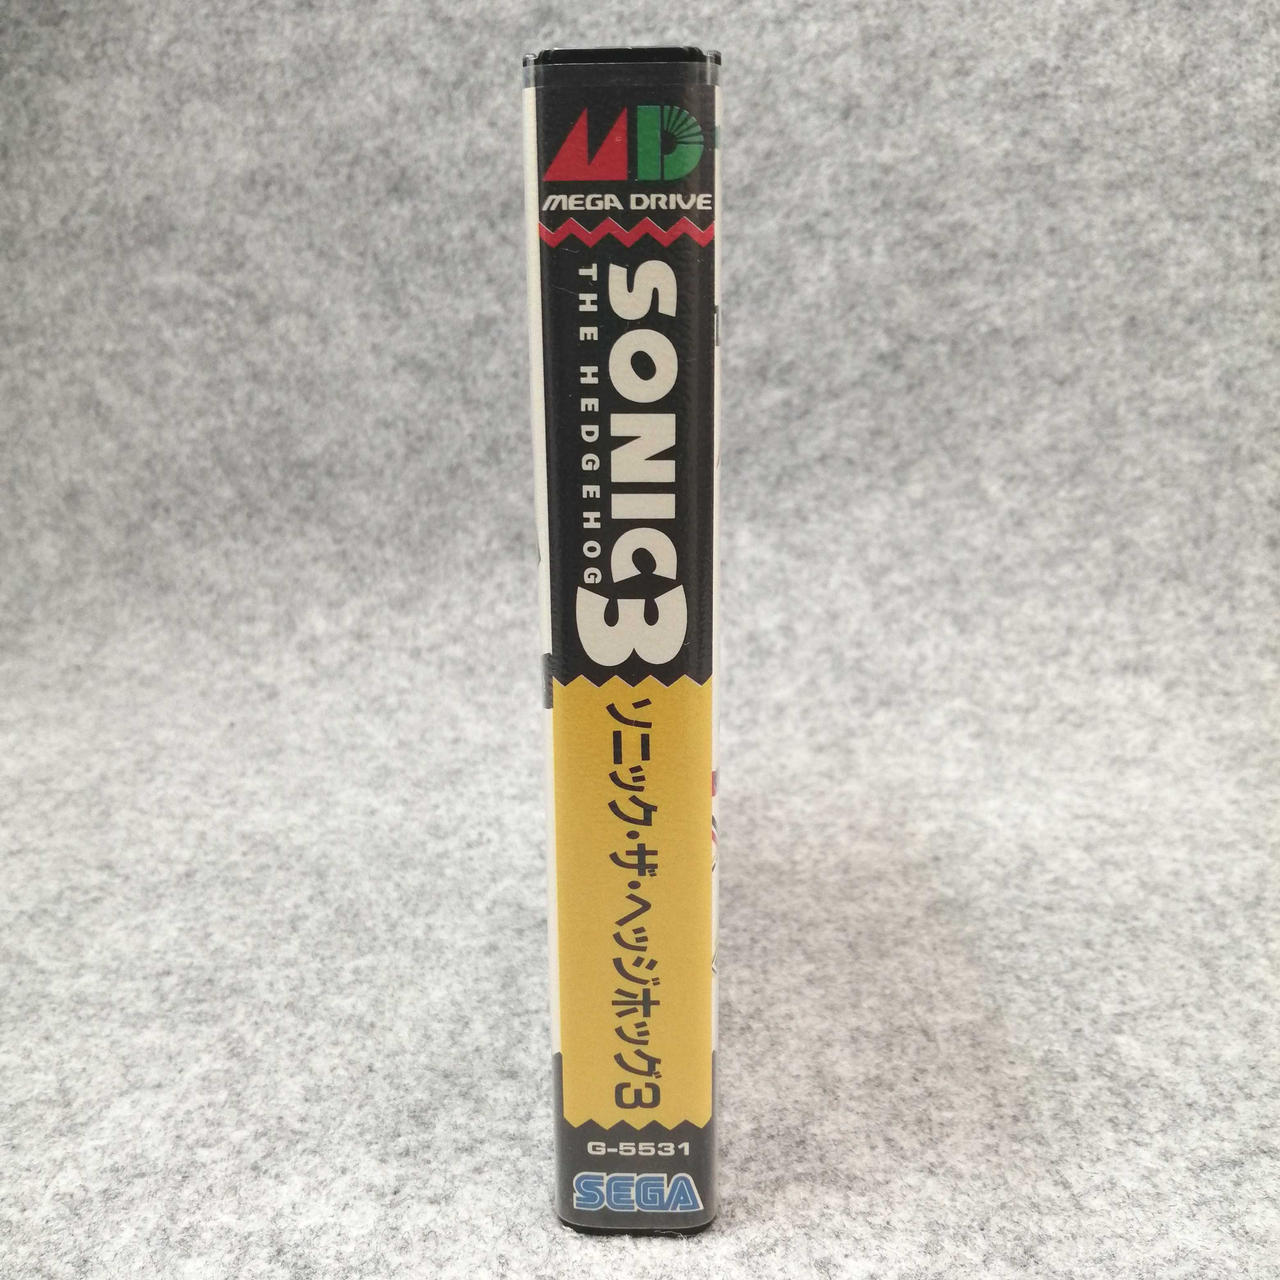 MD
MEGA DRIVE
SONIC 3
THE HEDGEHOG
ソニック・ザ・ヘッジホッグ3
G-5531
SEGA